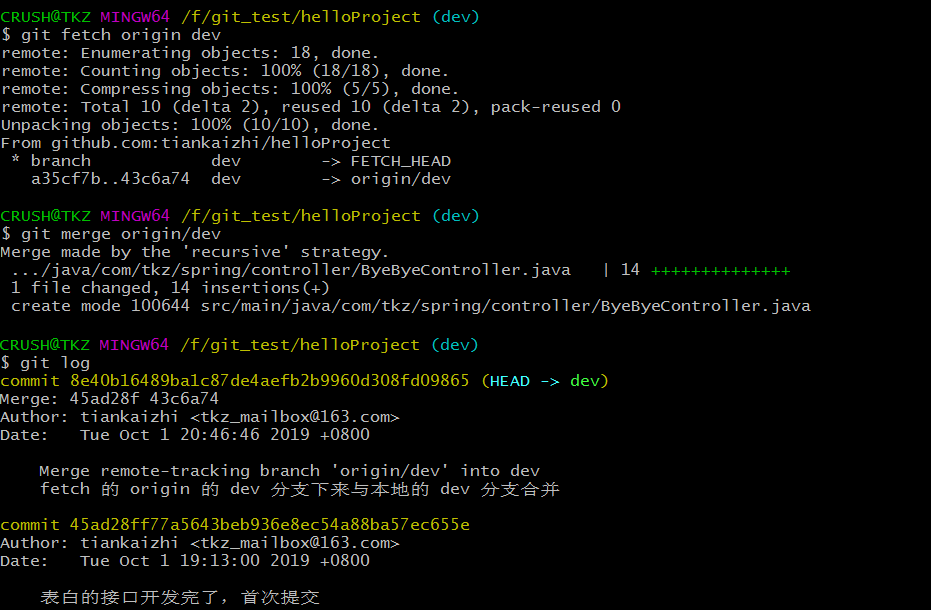 CRUSH@TKZ MINGW64 /f/git_test/helloProject (dev)
$ git fetch origin dev
remote: Enumerating objects: 18, done.
remote: Counting objects: 100% (18/18), done.
remote: Compressing objects: 100% (5/5), done.
remote: Total 10 (delta 2), reused 10 (delta 2), pack-reused 0
Unpacking objects: 100% (10/10), done.
From github.com:tiankaizhi/helloProject
 * branch            dev        -> FETCH_HEAD
   a35cf7b..43c6a74  dev        -> origin/dev
CRUSH@TKZ MINGW64 /f/git_test/helloProject (dev)
$ git merge origin/dev
Merge made by the 'recursive' strategy.
 .../java/com/tkz/spring/controller/ByeByeController.java   | 14 ++++++++++++++
 1 file changed, 14 insertions(+)
 create mode 100644 src/main/java/com/tkz/spring/controller/ByeByeController.java
CRUSH@TKZ MINGW64 /f/git_test/helloProject (dev)
$ git log
commit 8e40b16489ba1c87de4aefb2b9960d308fd09865 (HEAD -> dev)
Merge: 45ad28f 43c6a74
Author: tiankaizhi <tkz_mailbox@163.com>
Date:   Tue Oct 1 20:46:46 2019 +0800
    Merge remote-tracking branch 'origin/dev' into dev
    fetch 的 origin 的 dev 分支下来与本地的 dev 分支合并
commit 45ad28ff77a5643beb936e8ec54a88ba57ec655e
Author: tiankaizhi <tkz_mailbox@163.com>
Date:   Tue Oct 1 19:13:00 2019 +0800
    表白的接口开发完了，首次提交